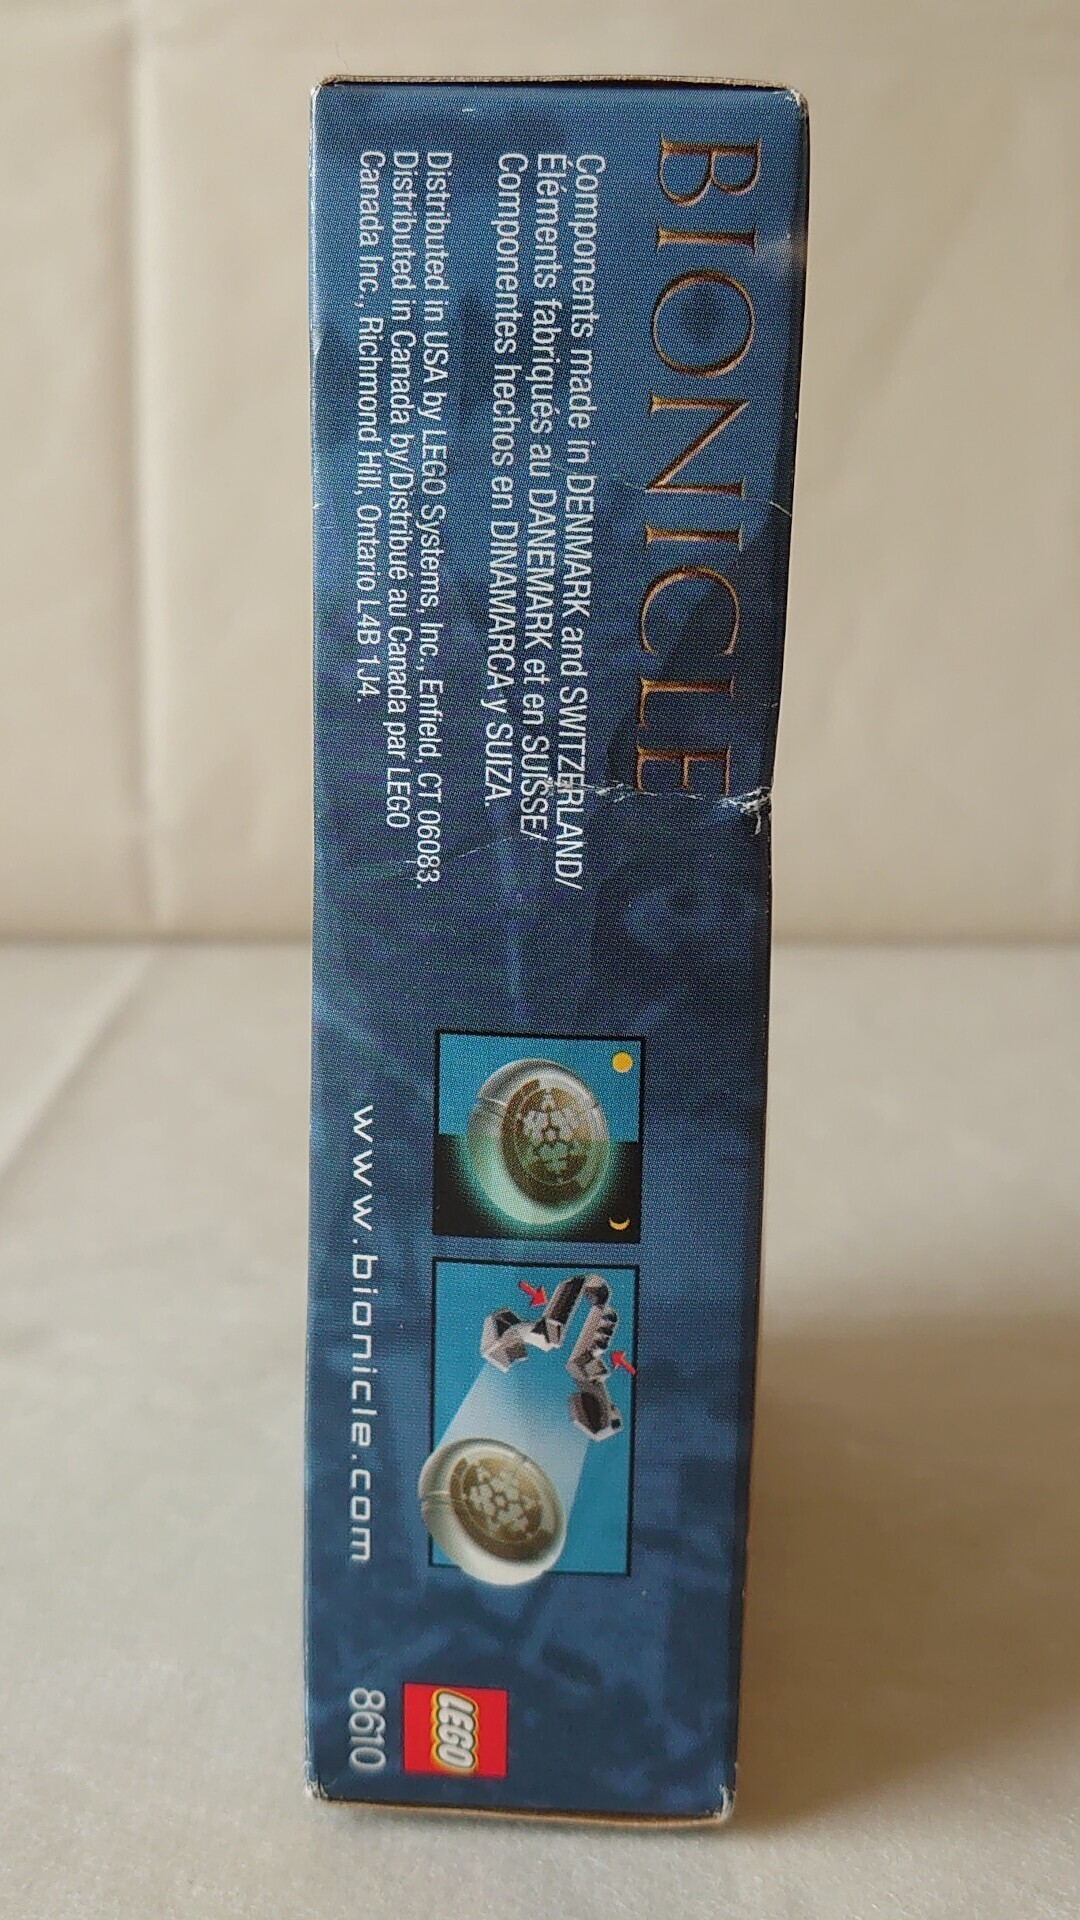 BIONICLE
Components made in DENMARK and SWITZERLAND/
Éléments fabriqués au DANEMARK et en SUISSE/
Componentes hechos en DINAMARCA y SUIZA.
Distributed in USA by LEGO Systems, Inc., Enfield, CT 06083.
Distributed in Canada by/Distribué au Canada par LEGO
Canada Inc., Richmond Hill, Ontario L4B 1J4.
www.bionicle.com
LEGO
8610